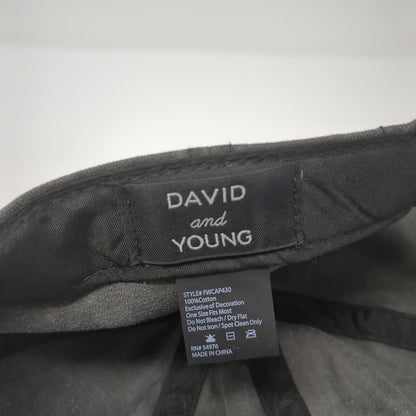 DAVID
and
YOUNG
STYLE# FWCAP430
100%Cotton
Exclusive of Decoration
One Size Fits Most
Do Not Bleach / Dry Flat
Do Not Iron / Spot Clean Only
RN# 54976
MADE IN CHINA